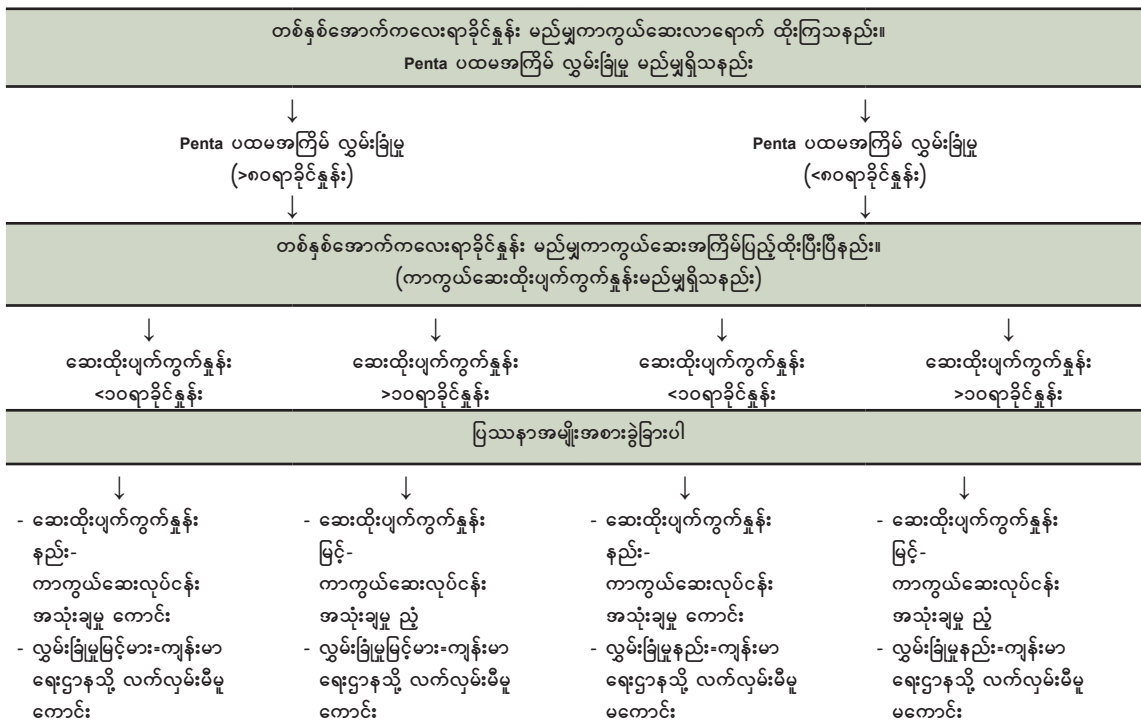 တစ်နှစ်အောက်ကလေးရာခိုင်နှုန်း မည်မျှကာကွယ်ဆေးလာရောက် ထိုးကြသနည်း။
Penta ပထမအကြိမ် လွှမ်းခြုံမှု မည်မျှရှိသနည်း
↓ ↓
Penta ပထမအကြိမ် လွှမ်းခြုံမှု
(>၈၀ရာခိုင်နှုန်း)
Penta ပထမအကြိမ် လွှမ်းခြုံမှု
(<၈၀ရာခိုင်နှုန်း)
↓ ↓
တစ်နှစ်အောက်ကလေးရာခိုင်နှုန်း မည်မျှကာကွယ်ဆေးအကြိမ်ပြည့်ထိုးပြီးပြီနည်း။
(ကာကွယ်ဆေးထိုးပျက်ကွက်နှုန်းမည်မျှရှိသနည်း)
↓ ↓ ↓ ↓
ဆေးထိုးပျက်ကွက်နှုန်း
<၁၀ရာခိုင်နှုန်း
ဆေးထိုးပျက်ကွက်နှုန်း
>၁၀ရာခိုင်နှုန်း
ဆေးထိုးပျက်ကွက်နှုန်း
<၁၀ရာခိုင်နှုန်း
ဆေးထိုးပျက်ကွက်နှုန်း
>၁၀ရာခိုင်နှုန်း
ပြဿနာအမျိုးအစားခွဲခြားပါ
↓ ↓ ↓ ↓
- ဆေးထိုးပျက်ကွက်နှုန်း
နည်း-
ကာကွယ်ဆေးလုပ်ငန်း
အသုံးချမှု ကောင်း
- လွှမ်းခြုံမှုမြင့်မား=ကျန်းမာ
ရေးဌာနသို့ လက်လှမ်းမီမှု
ကောင်း
- ဆေးထိုးပျက်ကွက်နှုန်း
မြင့်-
ကာကွယ်ဆေးလုပ်ငန်း
အသုံးချမှု ညံ့
- လွှမ်းခြုံမှုမြင့်မား=ကျန်းမာ
ရေးဌာနသို့ လက်လှမ်းမီမှု
ကောင်း
- ဆေးထိုးပျက်ကွက်နှုန်း
နည်း-
ကာကွယ်ဆေးလုပ်ငန်း
အသုံးချမှု ကောင်း
- လွှမ်းခြုံမှုနည်း=ကျန်းမာ
ရေးဌာနသို့ လက်လှမ်းမီမှု
မကောင်း
- ဆေးထိုးပျက်ကွက်နှုန်း
မြင့်-
ကာကွယ်ဆေးလုပ်ငန်း
အသုံးချမှု ညံ့
- လွှမ်းခြုံမှုနည်း=ကျန်းမာ
ရေးဌာနသို့ လက်လှမ်းမီမှု
မကောင်း